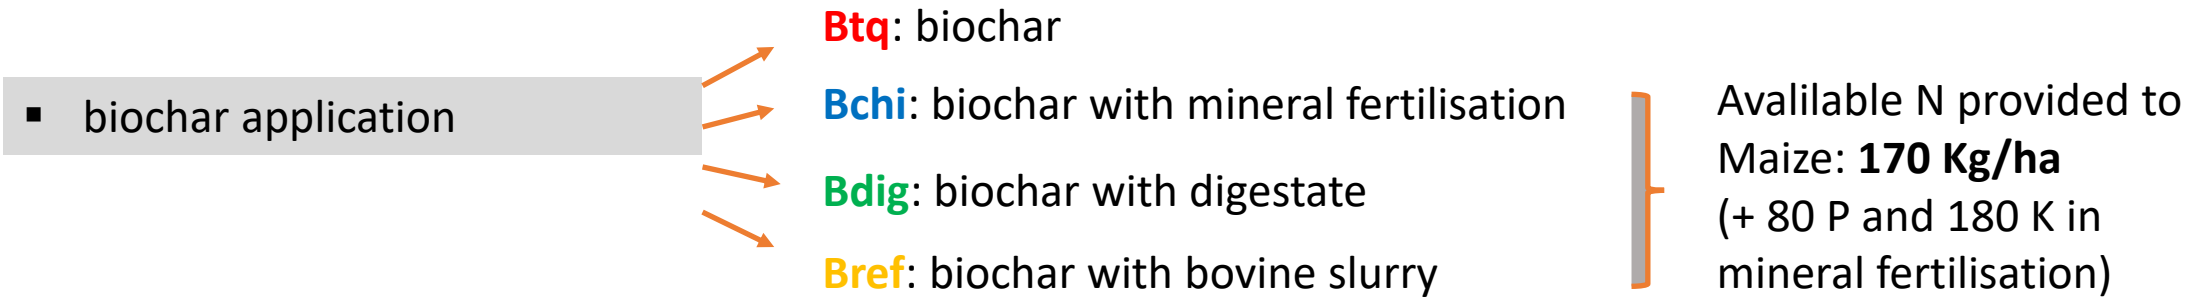 ▪ biochar application
Btq: biochar
Bchi: biochar with mineral fertilisation
Bdig: biochar with digestate
Bref: biochar with bovine slurry
Avalilable N provided to
Maize: 170 Kg/ha
(+ 80 P and 180 K in
mineral fertilisation)